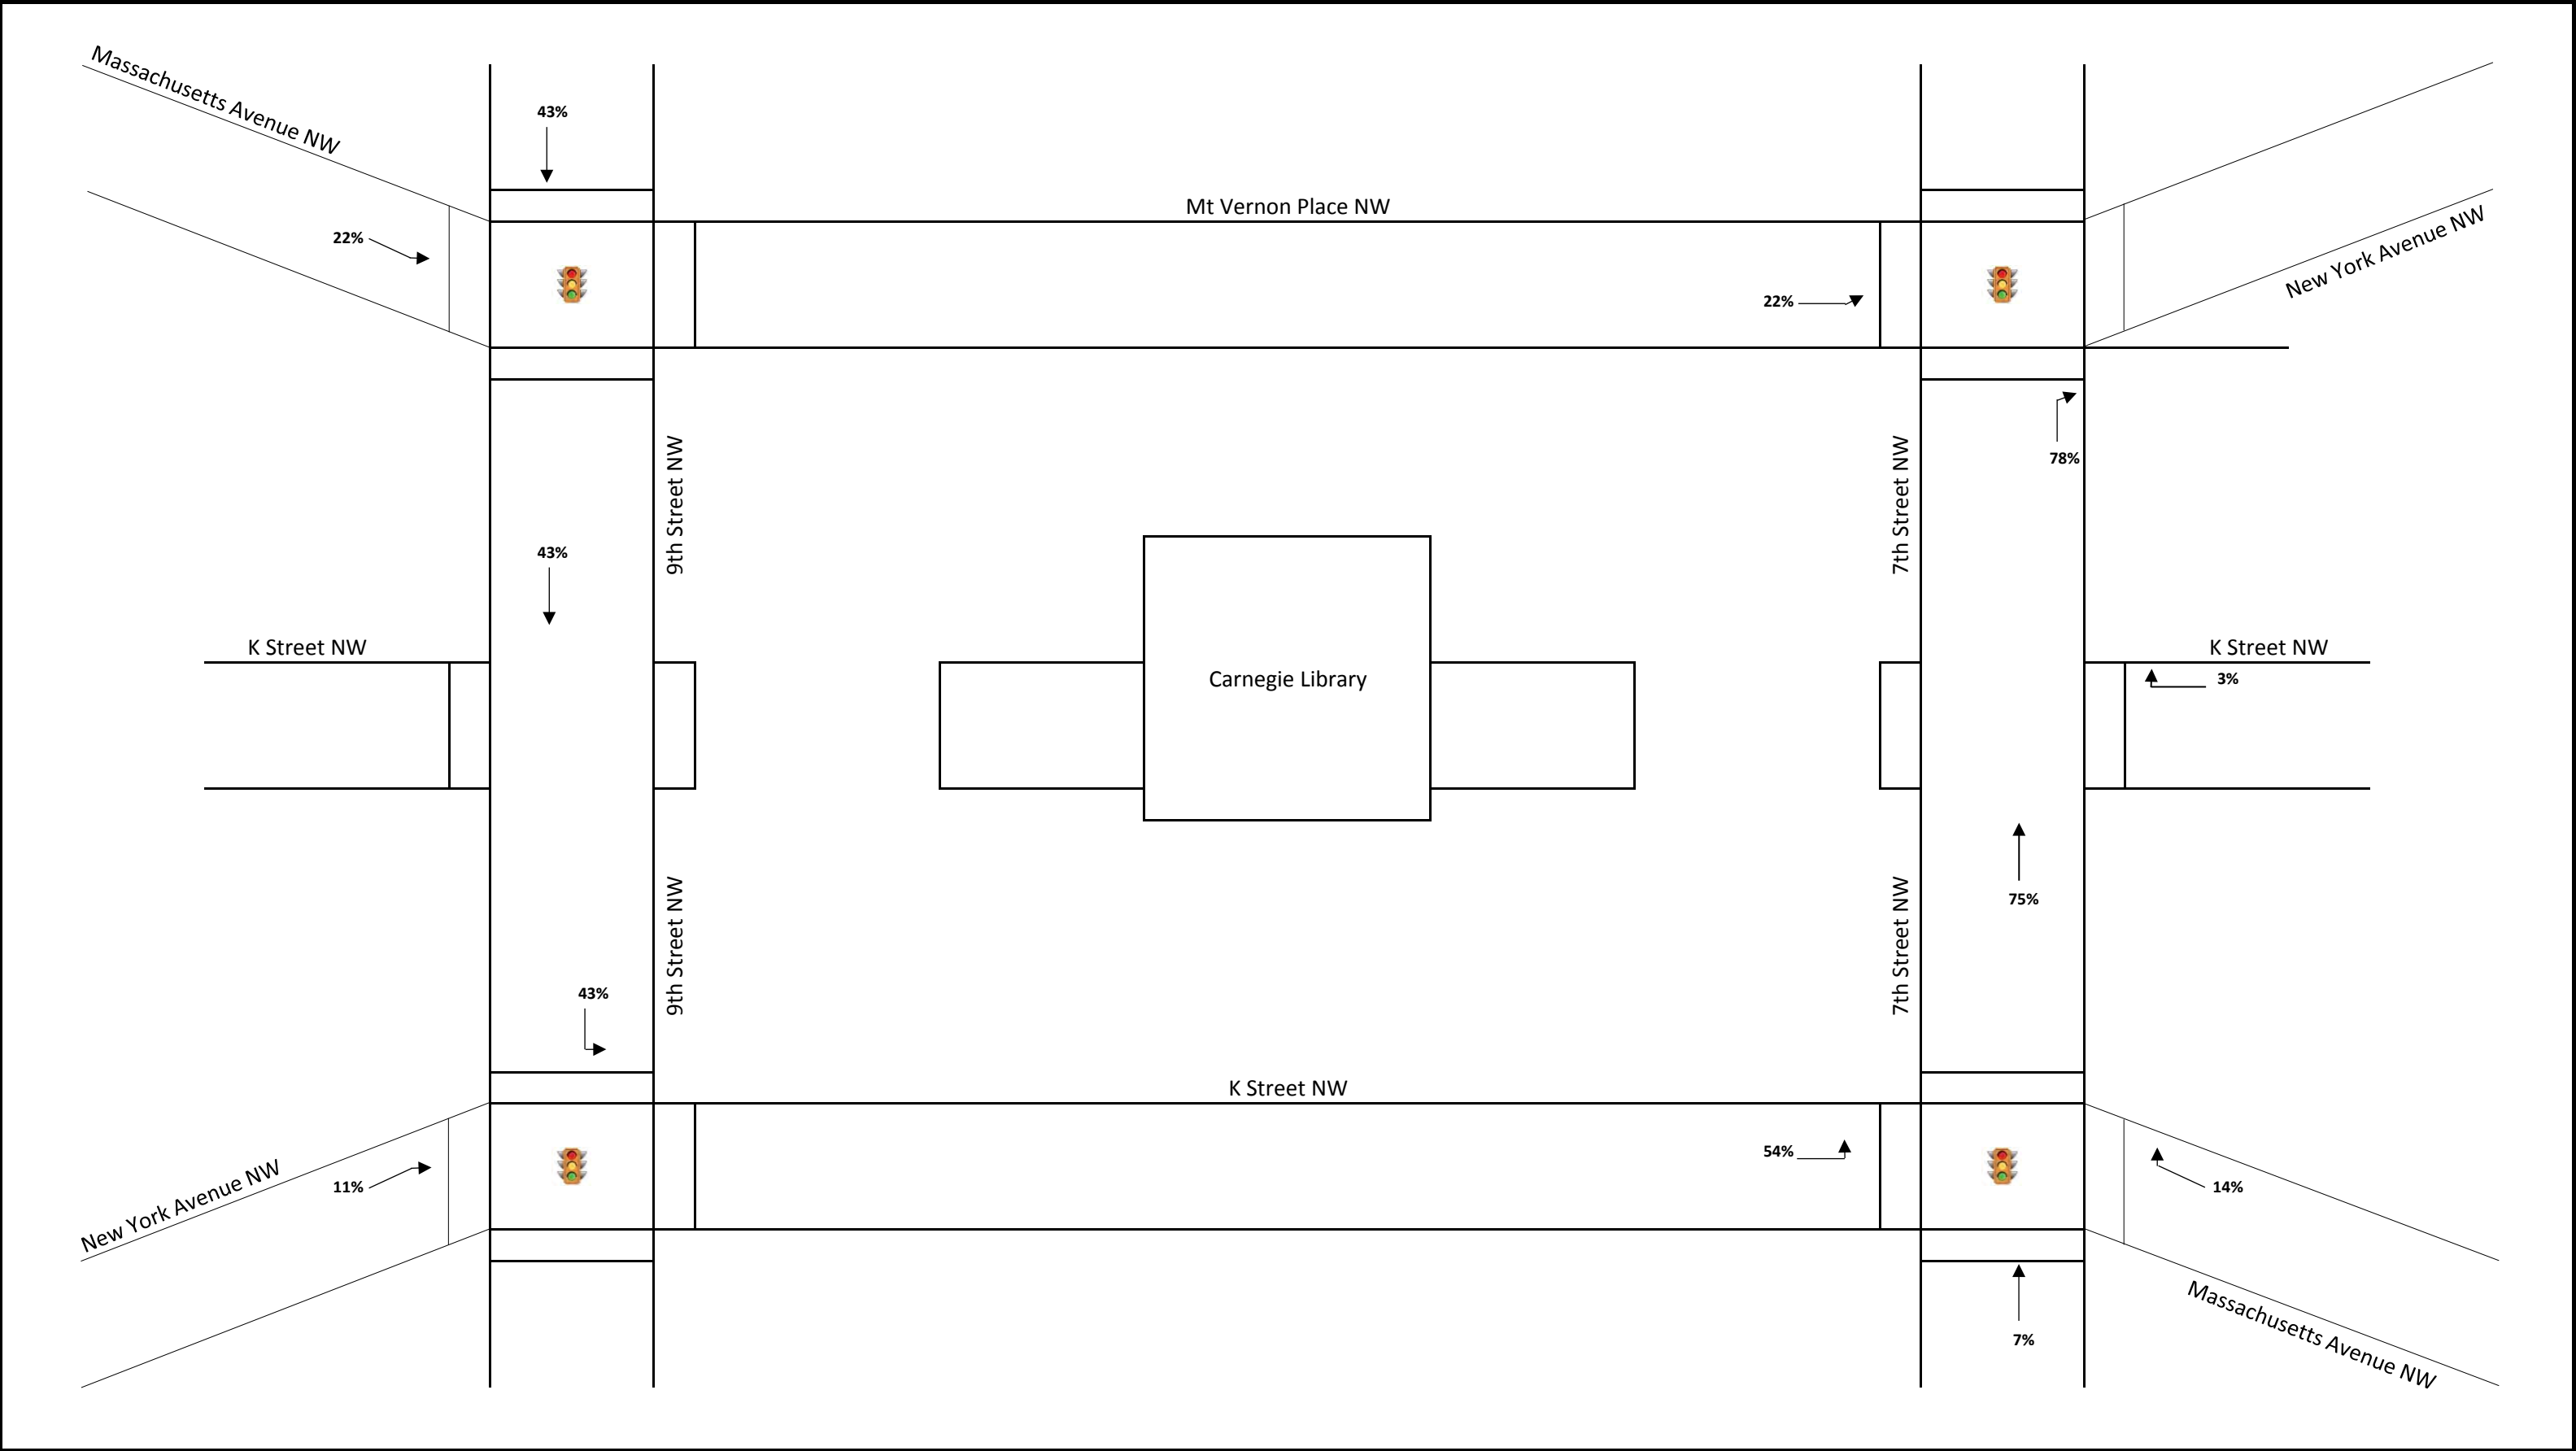 Massachusetts Avenue NW
43%
Mt Vernon Place NW
22%
22%
New York Avenue NW
78%
9th Street NW
7th Street NW
43%
K Street NW
K Street NW
3%
Carnegie Library
75%
9th Street NW
7th Street NW
43%
K Street NW
54%
New York Avenue NW
11%
14%
7%
Massachusetts Avenue NW